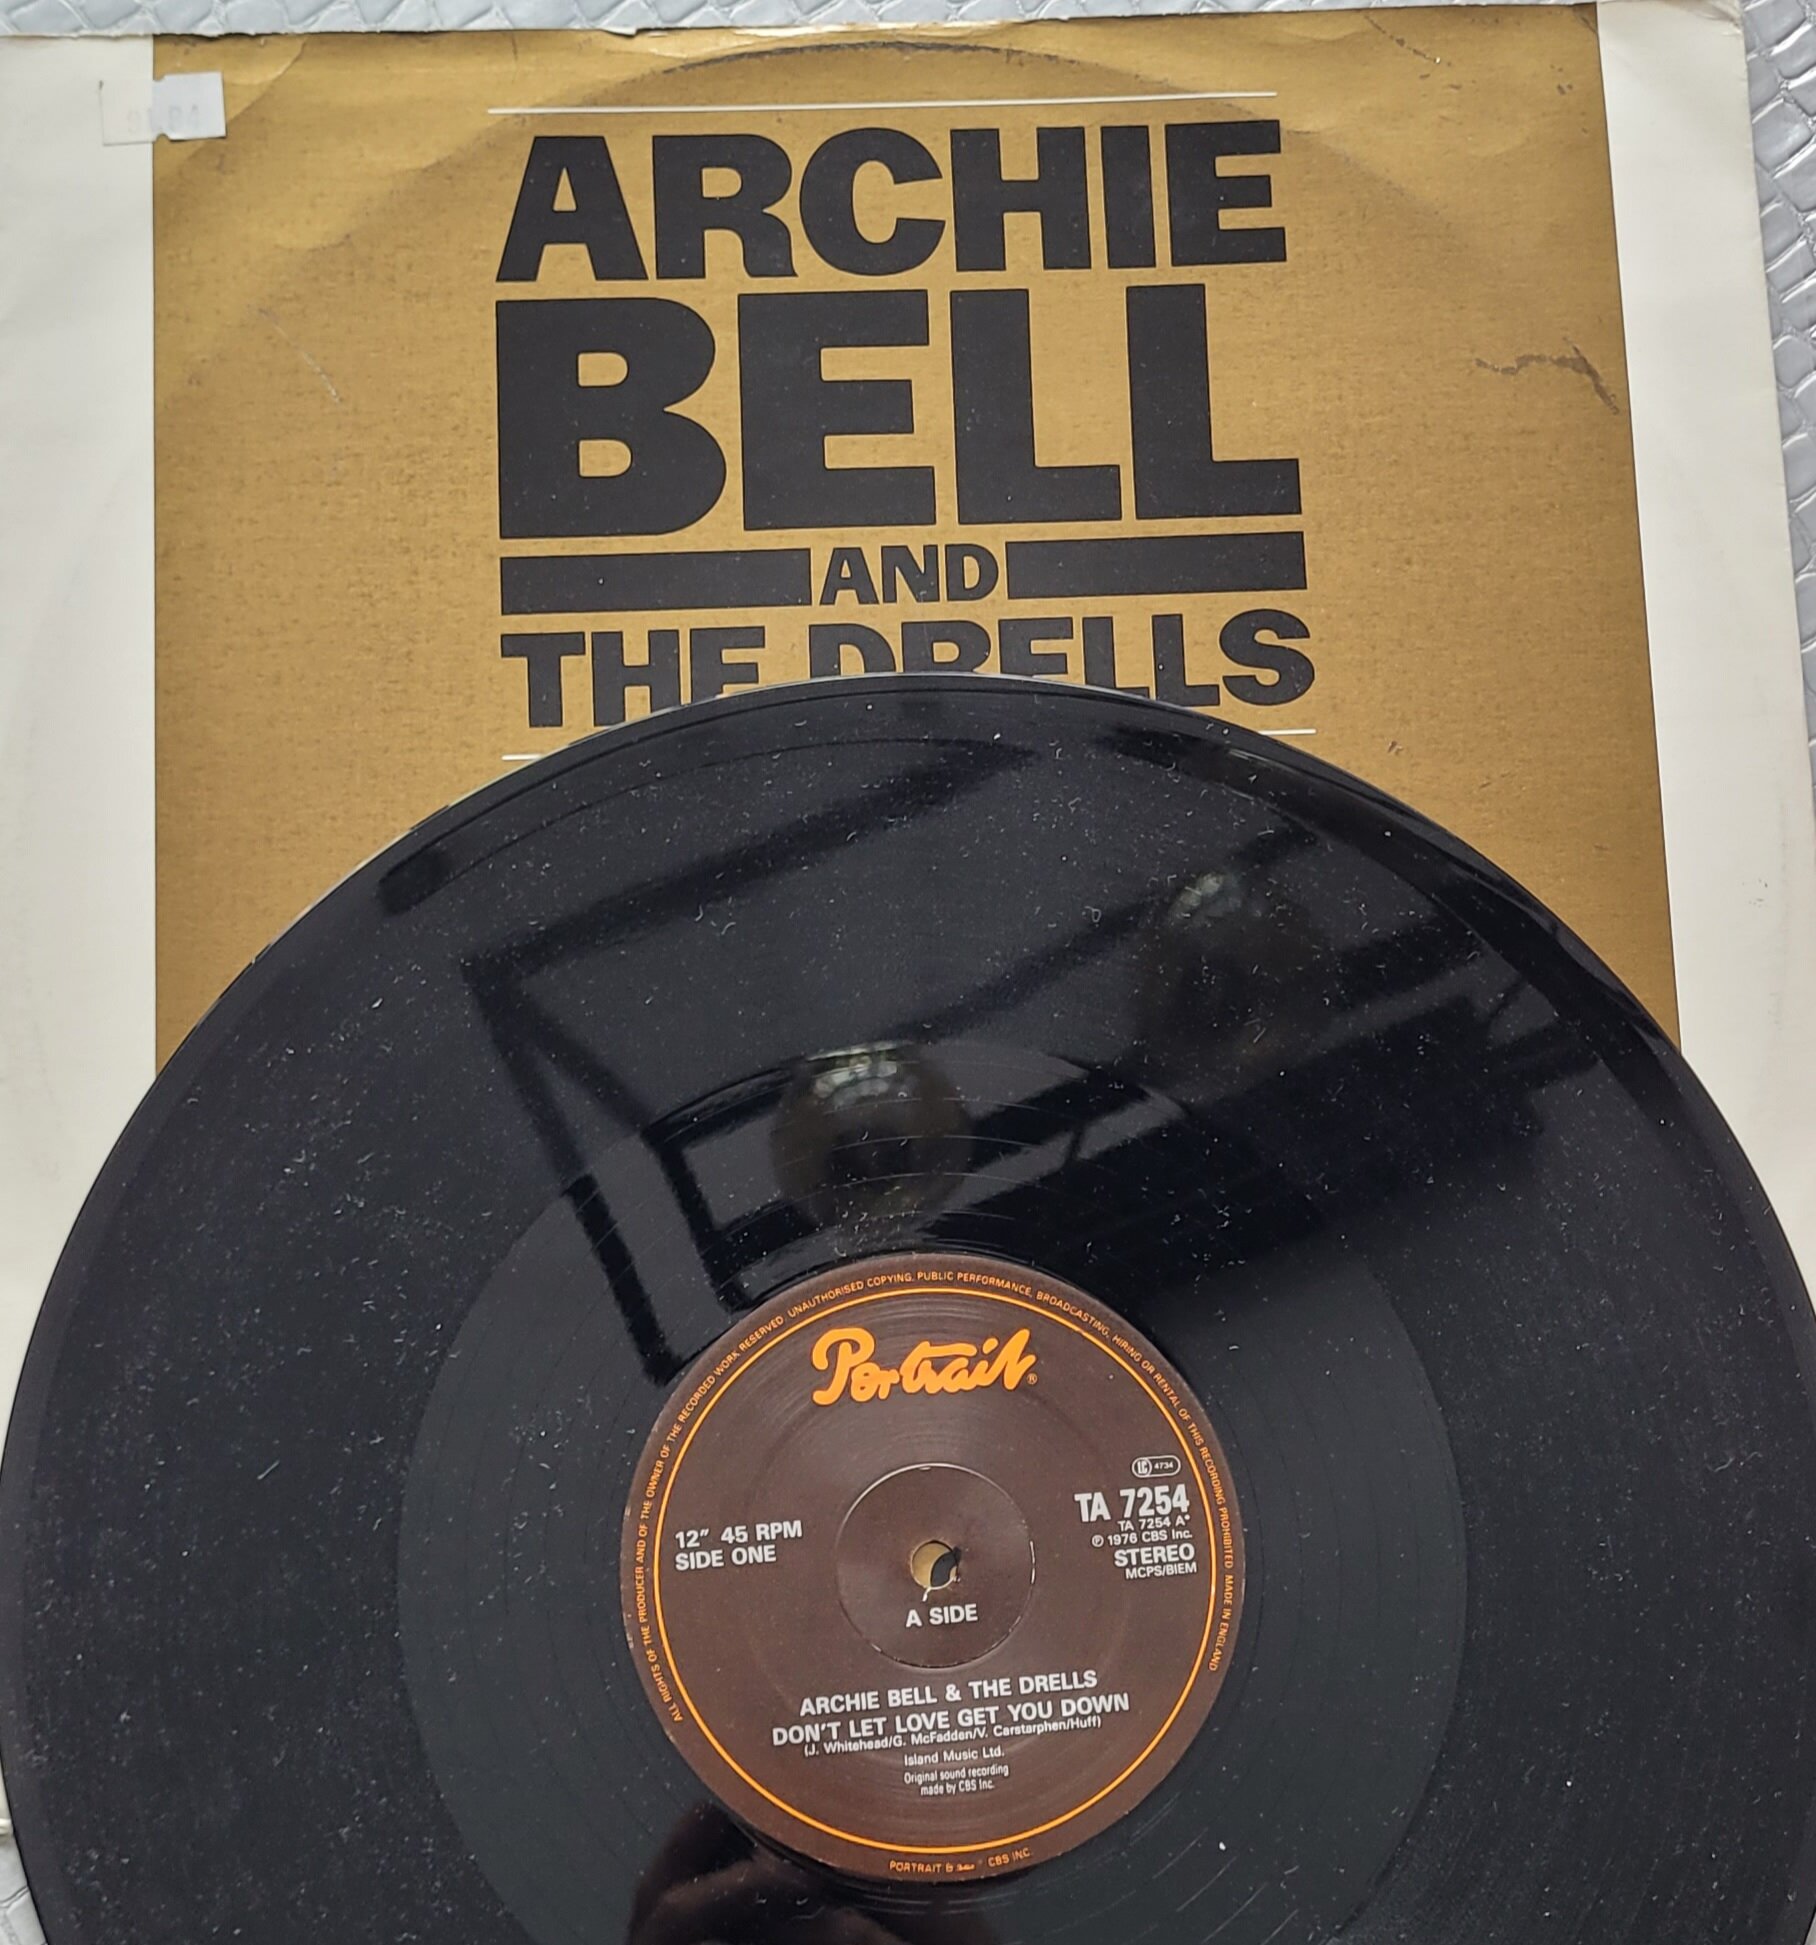 ARCHIE
BELL
AND
THE DRELLS
ALL RIGHTS OF THE PRODUCER AND OF THE OWNER OF THE RECORDED WORK RESERVED. UNAUTHORISED COPYING, PUBLIC PERFORMANCE, BROADCASTING, HIRING OR RENTAL OF THIS RECORDING PROHIBITED. MADE IN ENGLAND
Portrait®
LC 4734
TA 7254
TA 7254 A*
℗ 1976 CBS Inc.
STEREO
MCPS/BIEM
12" 45 RPM
SIDE ONE
A SIDE
ARCHIE BELL & THE DRELLS
DON'T LET LOVE GET YOU DOWN
(J. Whitehead/G. McFadden/V. Carstarphen/Huff)
Island Music Ltd.
Original sound recording
made by CBS Inc.
PORTRAIT & CBS INC.